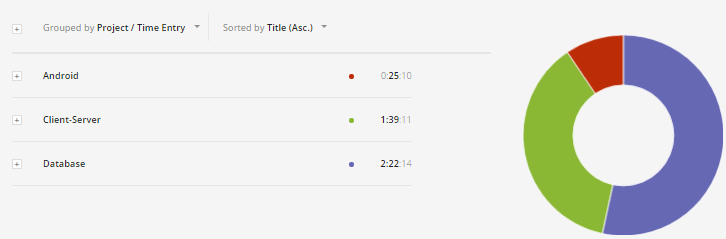 Grouped by Project / Time Entry Sorted by Title (Asc.)
Android 0:25:10
Client-Server 1:39:11
Database 2:22:14